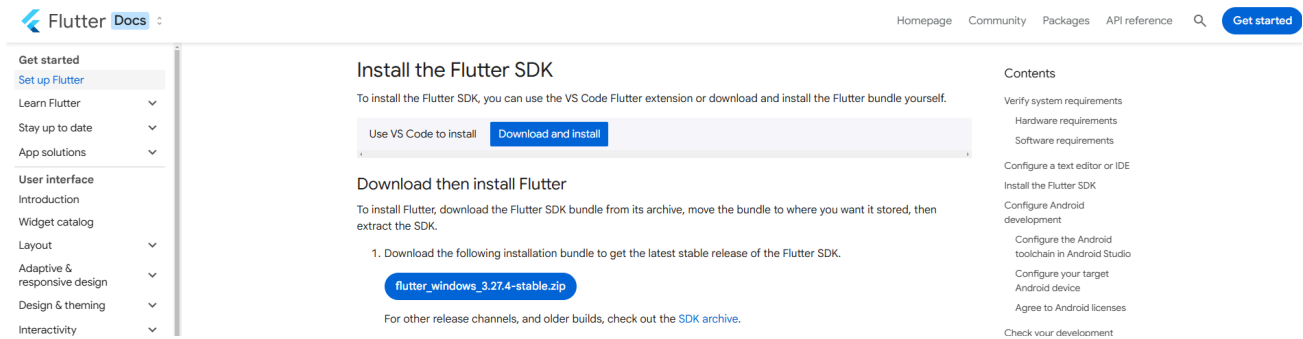 Flutter Docs
Homepage Community Packages API reference Get started
Get started
Set up Flutter
Learn Flutter
Stay up to date
App solutions
User interface
Introduction
Widget catalog
Layout
Adaptive &
responsive design
Design & theming
Interactivity
Install the Flutter SDK
To install the Flutter SDK, you can use the VS Code Flutter extension or download and install the Flutter bundle yourself.
Use VS Code to install Download and install
Download then install Flutter
To install Flutter, download the Flutter SDK bundle from its archive, move the bundle to where you want it stored, then
extract the SDK.
1. Download the following installation bundle to get the latest stable release of the Flutter SDK.
flutter_windows_3.27.4-stable.zip
For other release channels, and older builds, check out the SDK archive.
Contents
Verify system requirements
Hardware requirements
Software requirements
Configure a text editor or IDE
Install the Flutter SDK
Configure Android
development
Configure the Android
toolchain in Android Studio
Configure your target
Android device
Agree to Android licenses
Check your development